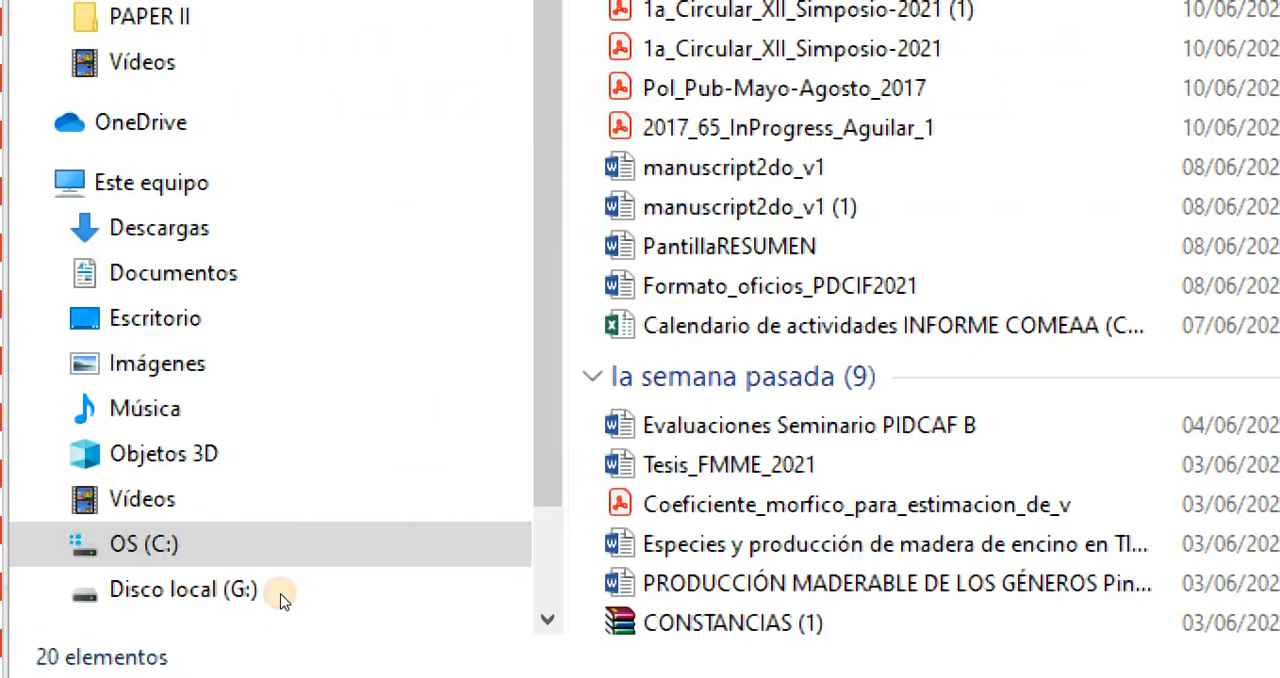 PAPER II
Vídeos
OneDrive
Este equipo
Descargas
Documentos
Escritorio
Imágenes
Música
Objetos 3D
Vídeos
OS (C:)
Disco local (G:)
20 elementos
1a_Circular_XII_Simposio-2021 (1) 10/06/202
1a_Circular_XII_Simposio-2021 10/06/202
Pol_Pub-Mayo-Agosto_2017 10/06/202
2017_65_InProgress_Aguilar_1 10/06/202
manuscript2do_v1 08/06/202
manuscript2do_v1 (1) 08/06/202
PantillaRESUMEN 08/06/202
Formato_oficios_PDCIF2021 08/06/202
Calendario de actividades INFORME COMEAA (C... 07/06/202
la semana pasada (9)
Evaluaciones Seminario PIDCAF B 04/06/202
Tesis_FMME_2021 03/06/202
Coeficiente_morfico_para_estimacion_de_v 03/06/202
Especies y producción de madera de encino en Tl... 03/06/202
PRODUCCIÓN MADERABLE DE LOS GÉNEROS Pin... 03/06/202
CONSTANCIAS (1) 03/06/202